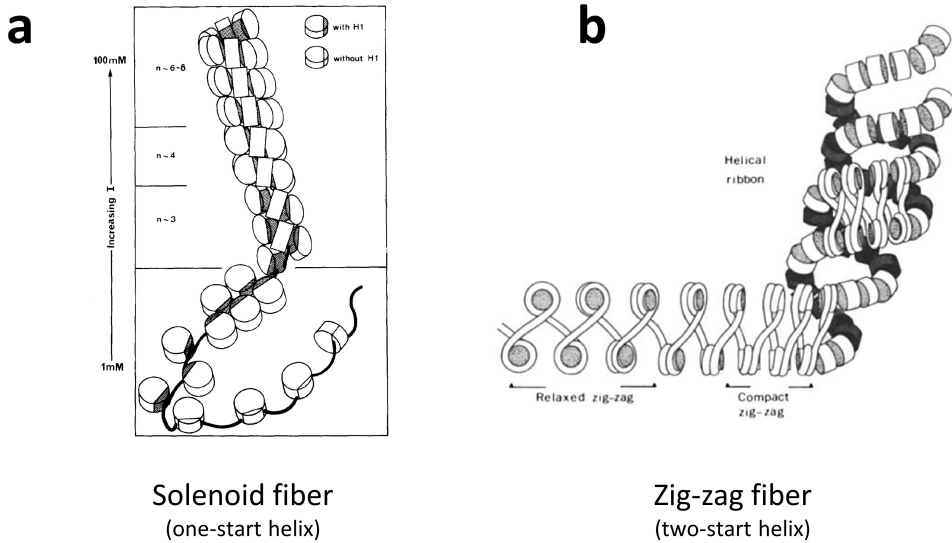 a
with H1
without H1
100mM
n~6-8
n~4
Increasing I
n~3
1mM
Solenoid fiber
(one-start helix)
b
Helical
ribbon
Relaxed zig-zag
Compact
zig-zag
Zig-zag fiber
(two-start helix)